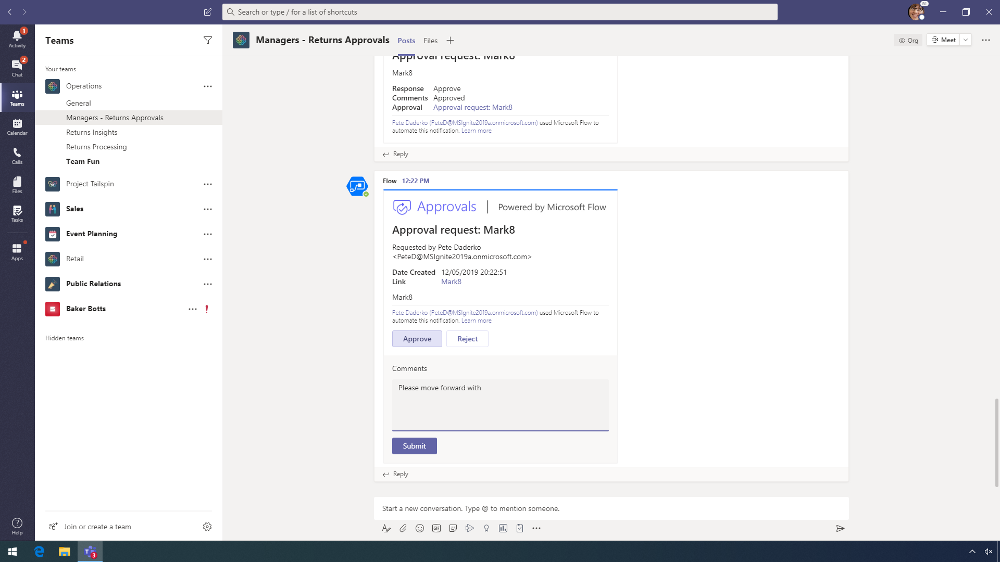 Search or type / for a list of shortcuts
R1
1
Activity
2
Chat
Teams
Calendar
Calls
Files
Tasks
Apps
Help
Teams
Your teams
Operations
General
Managers - Returns Approvals
Returns Insights
Returns Processing
Team Fun
Project Tailspin
Sales
Event Planning
Retail
Public Relations
Baker Botts
Hidden teams
Join or create a team
Managers - Returns Approvals
Posts
Files
Org
Meet
Approval request: Mark8
Mark8
Response Approve
Comments Approved
Approval Approval request: Mark8
Pete Daderko (PeteD@MSIgnite2019a.onmicrosoft.com) used Microsoft Flow to
automate this notification. Learn more
Reply
Flow 12:22 PM
Approvals | Powered by Microsoft Flow
Approval request: Mark8
Requested by Pete Daderko
<PeteD@MSIgnite2019a.onmicrosoft.com>
Date Created 12/05/2019 20:22:51
Link Mark8
Mark8
Pete Daderko (PeteD@MSIgnite2019a.onmicrosoft.com) used Microsoft Flow to
automate this notification. Learn more
Approve Reject
Comments
Please move forward with
Submit
Reply
Start a new conversation. Type @ to mention someone.
GIF
T 3